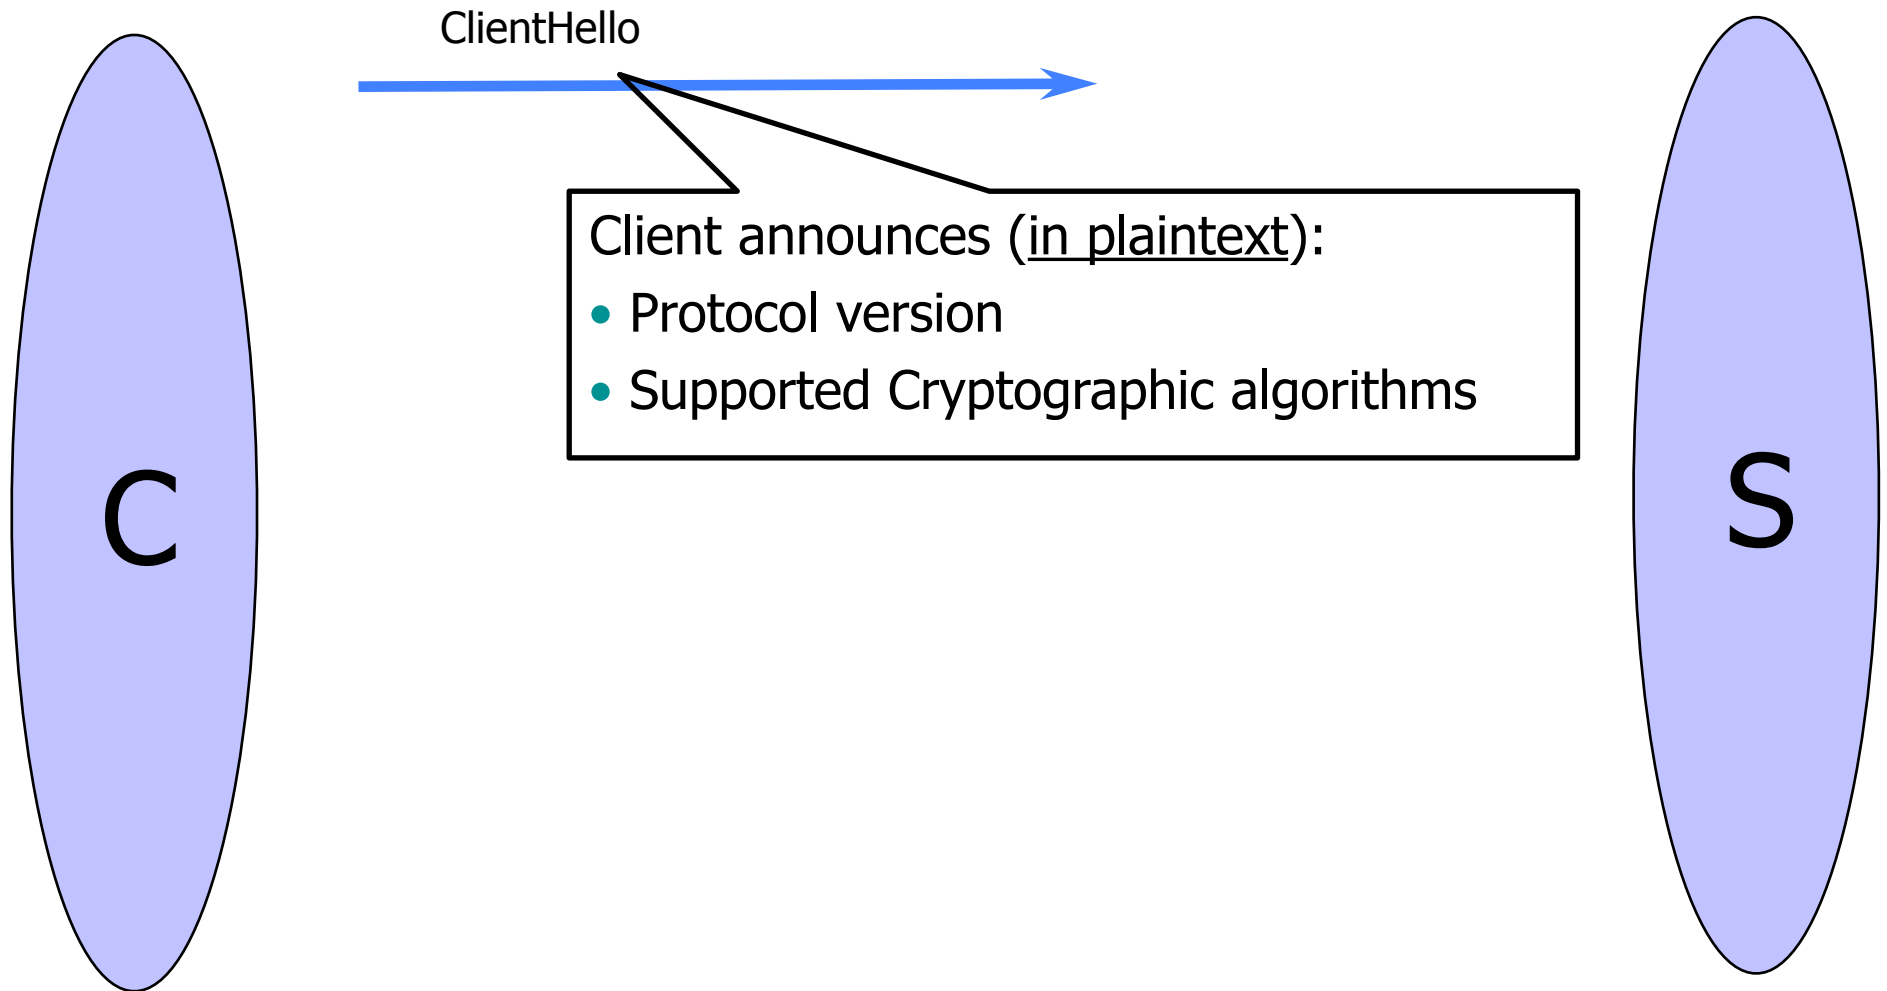 ClientHello
Client announces (in plaintext):
• Protocol version
• Supported Cryptographic algorithms
C
S